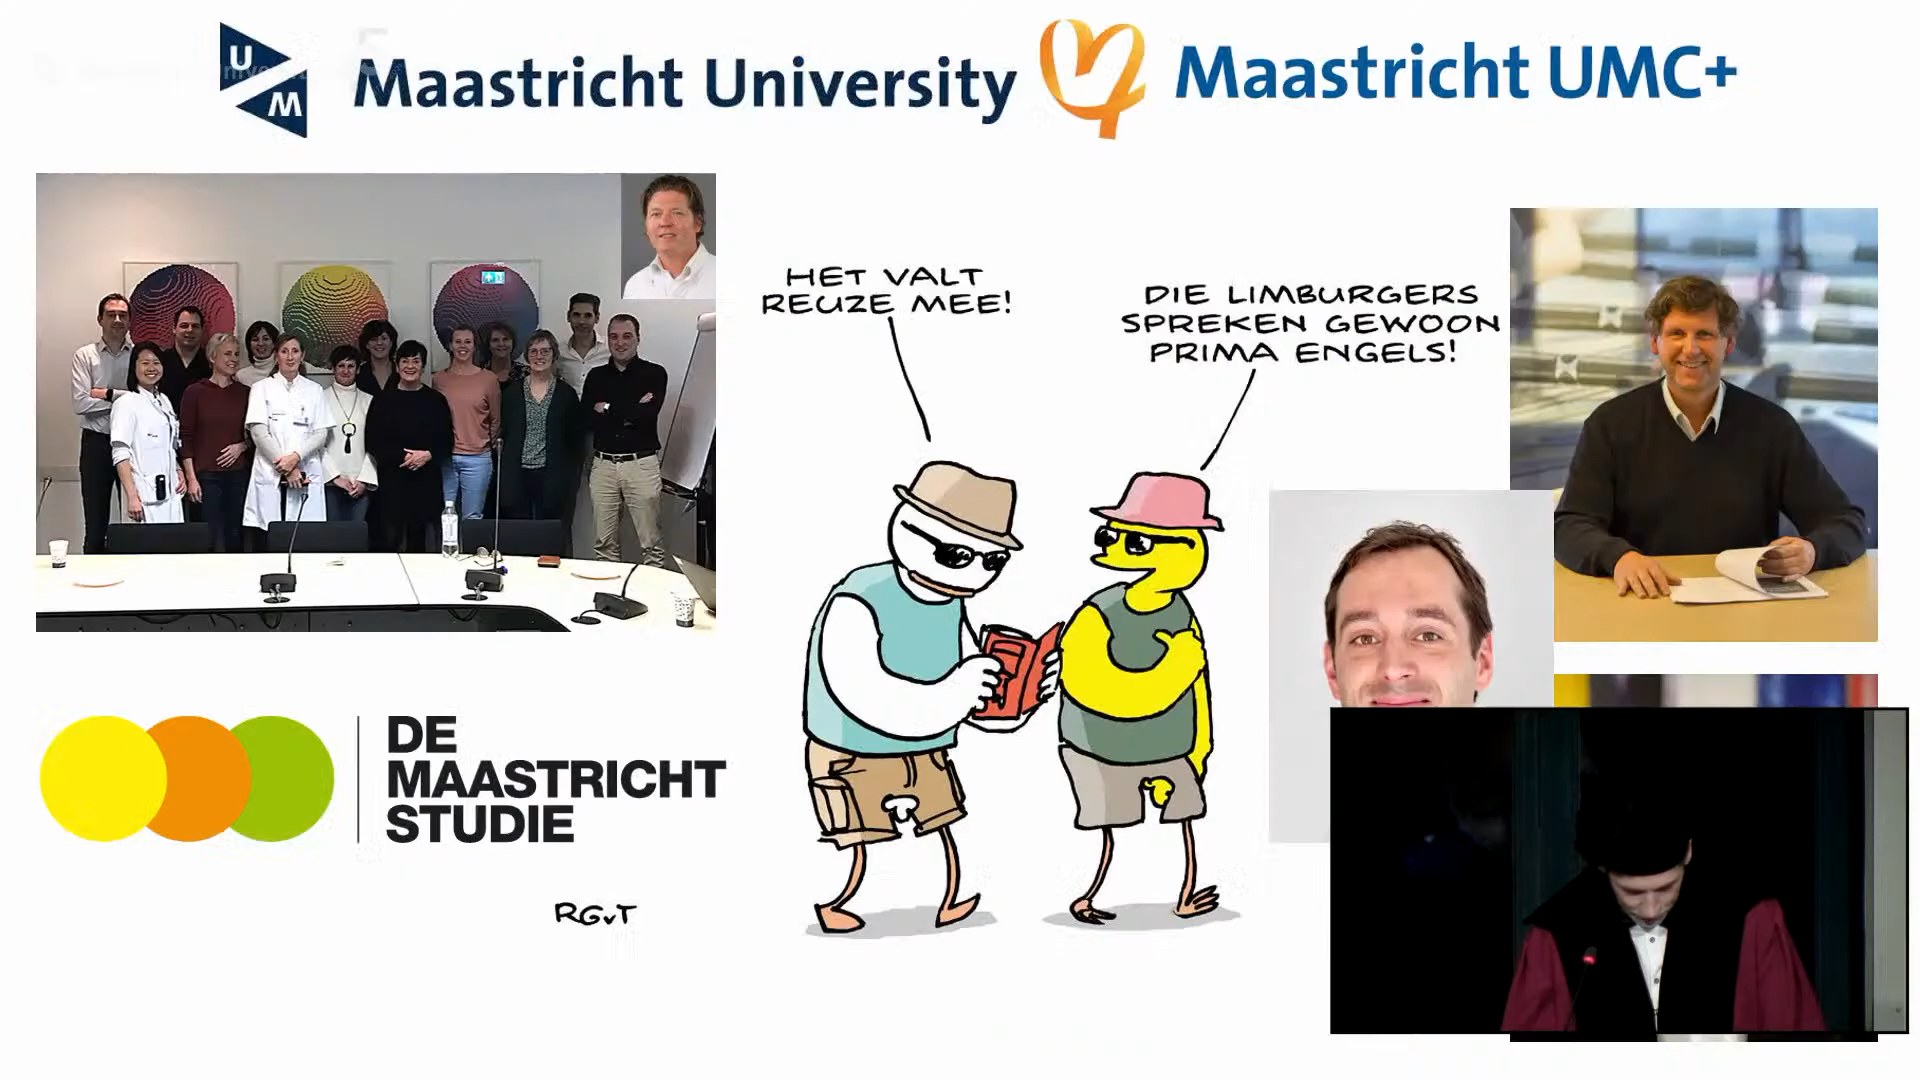 U
M
Maastricht University
Maastricht UMC+
HET VALT
REUZE MEE!
DIE LIMBURGERS
SPREKEN GEWOON
PRIMA ENGELS!
DE
MAASTRICHT
STUDIE
RGvT